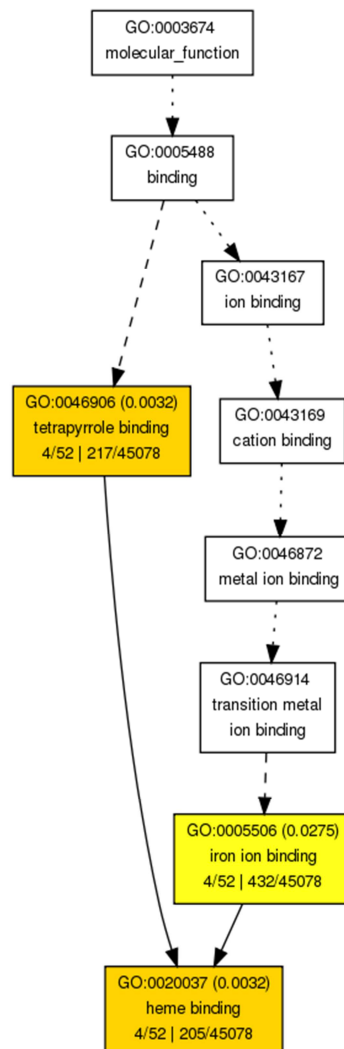 GO:0003674
molecular_function
GO:0005488
binding
GO:0043167
ion binding
GO:0046906 (0.0032)
tetrapyrrole binding
4/52 | 217/45078
GO:0043169
cation binding
GO:0046872
metal ion binding
GO:0046914
transition metal
ion binding
GO:0005506 (0.0275)
iron ion binding
4/52 | 432/45078
GO:0020037 (0.0032)
heme binding
4/52 | 205/45078